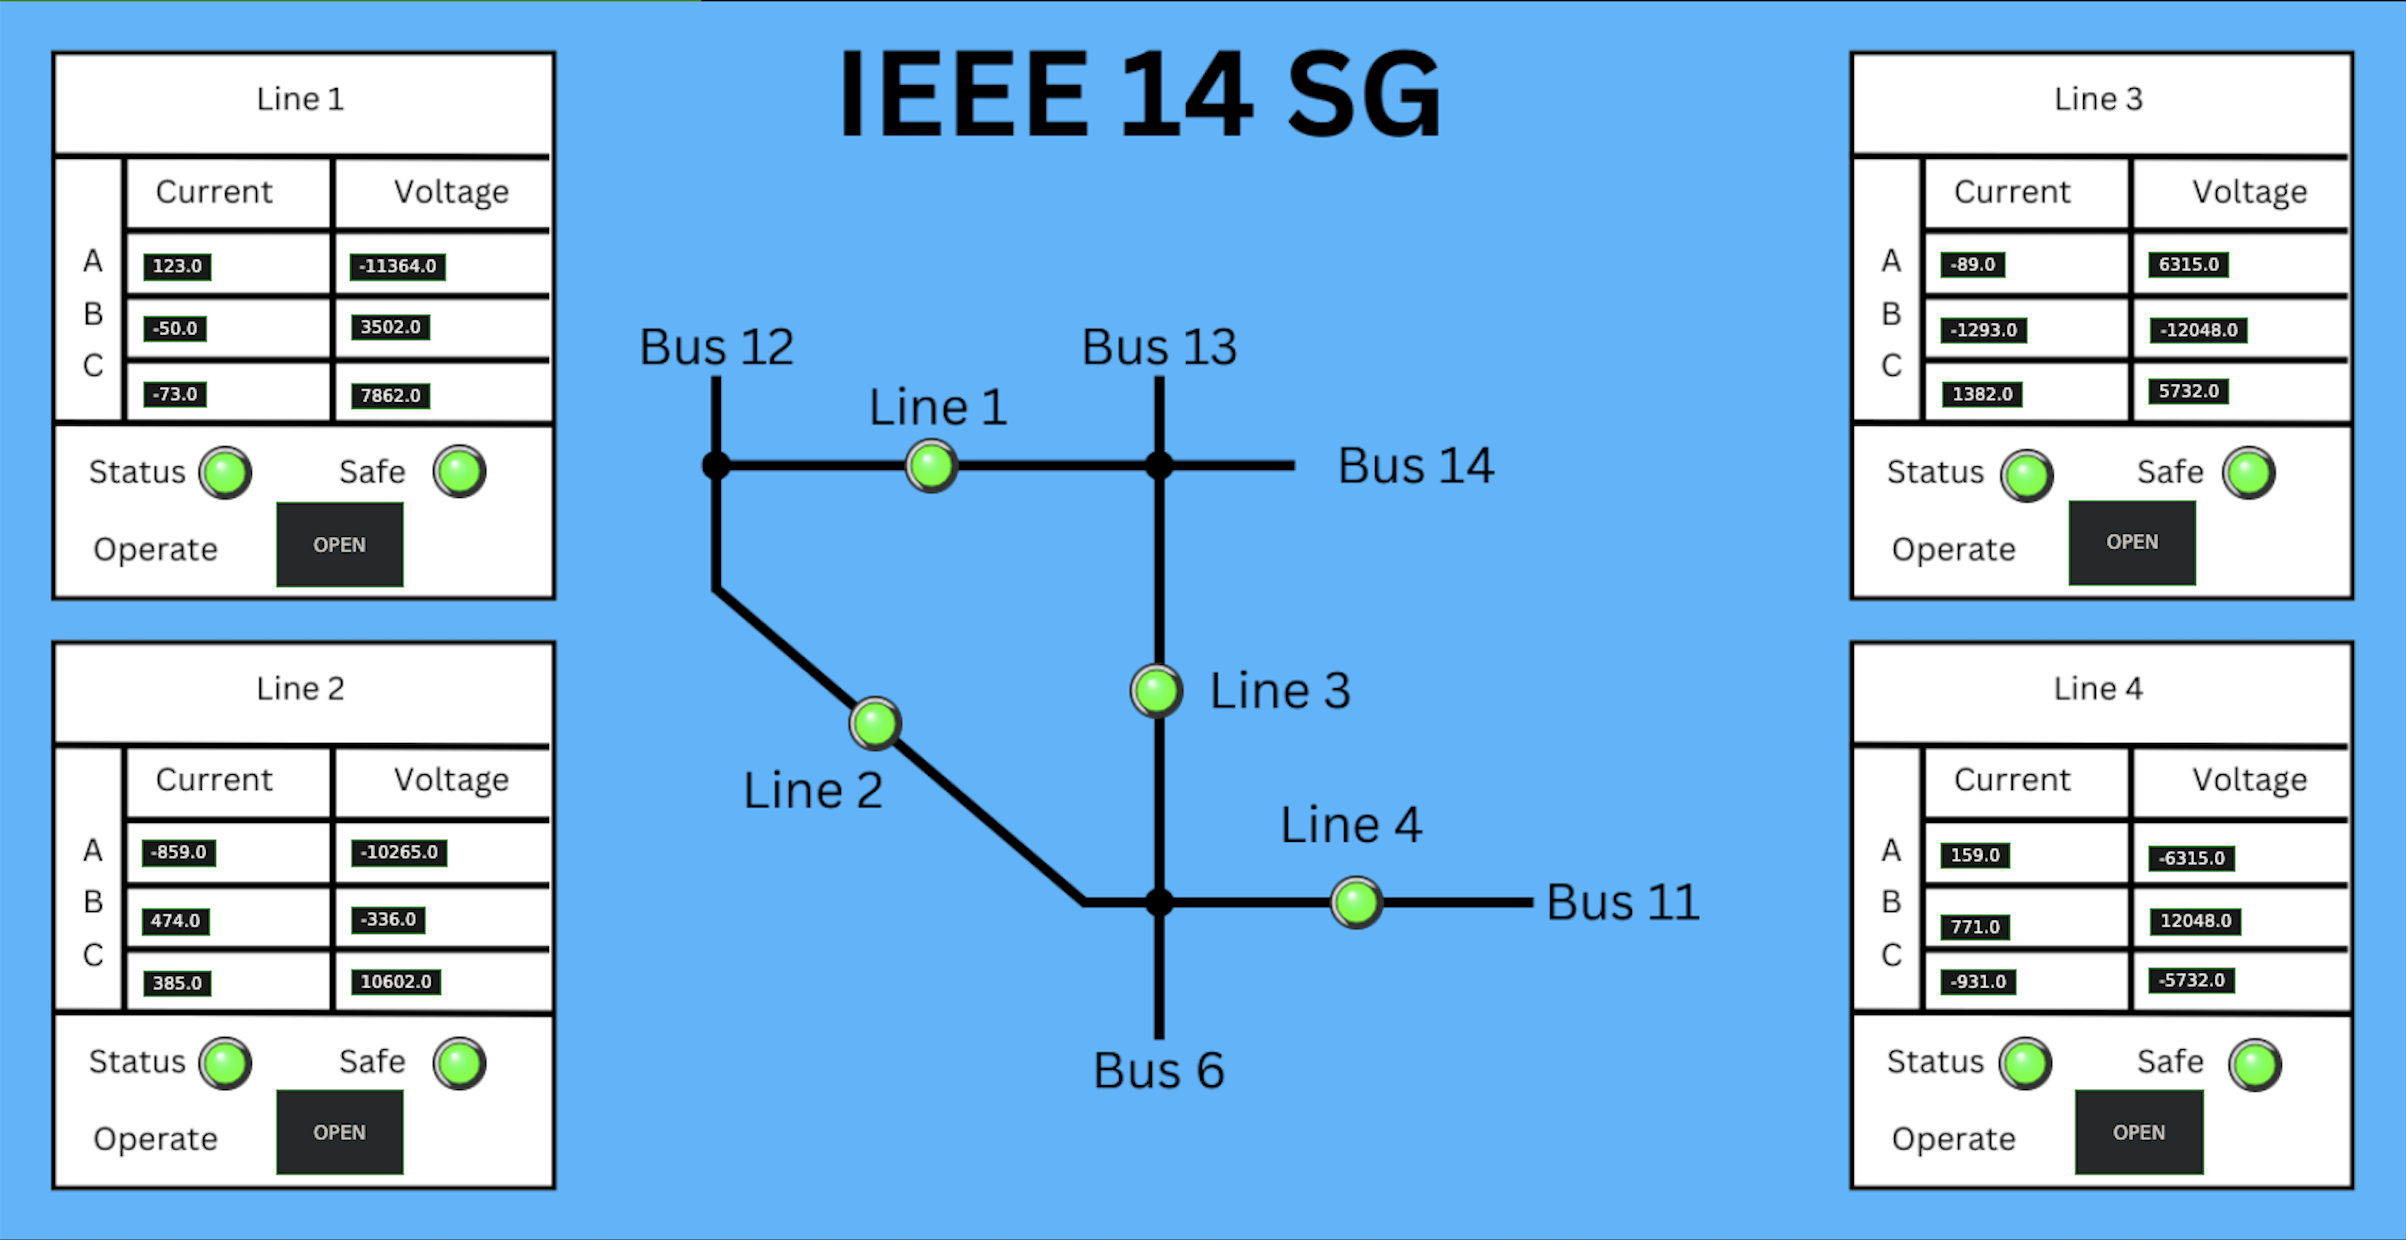 IEEE 14 SG
Line 1
Current Voltage
A 123.0 -11364.0
B -50.0 3502.0
C -73.0 7862.0
Status Safe
Operate OPEN
Line 2
Current Voltage
A -859.0 -10265.0
B 474.0 -336.0
C 385.0 10602.0
Status Safe
Operate OPEN
Bus 12 Bus 13
Line 1
Bus 14
Line 3
Line 2
Line 4
Bus 11
Bus 6
Line 3
Current Voltage
A -89.0 6315.0
B -1293.0 -12048.0
C 1382.0 5732.0
Status Safe
Operate OPEN
Line 4
Current Voltage
A 159.0 -6315.0
B 771.0 12048.0
C -931.0 -5732.0
Status Safe
Operate OPEN